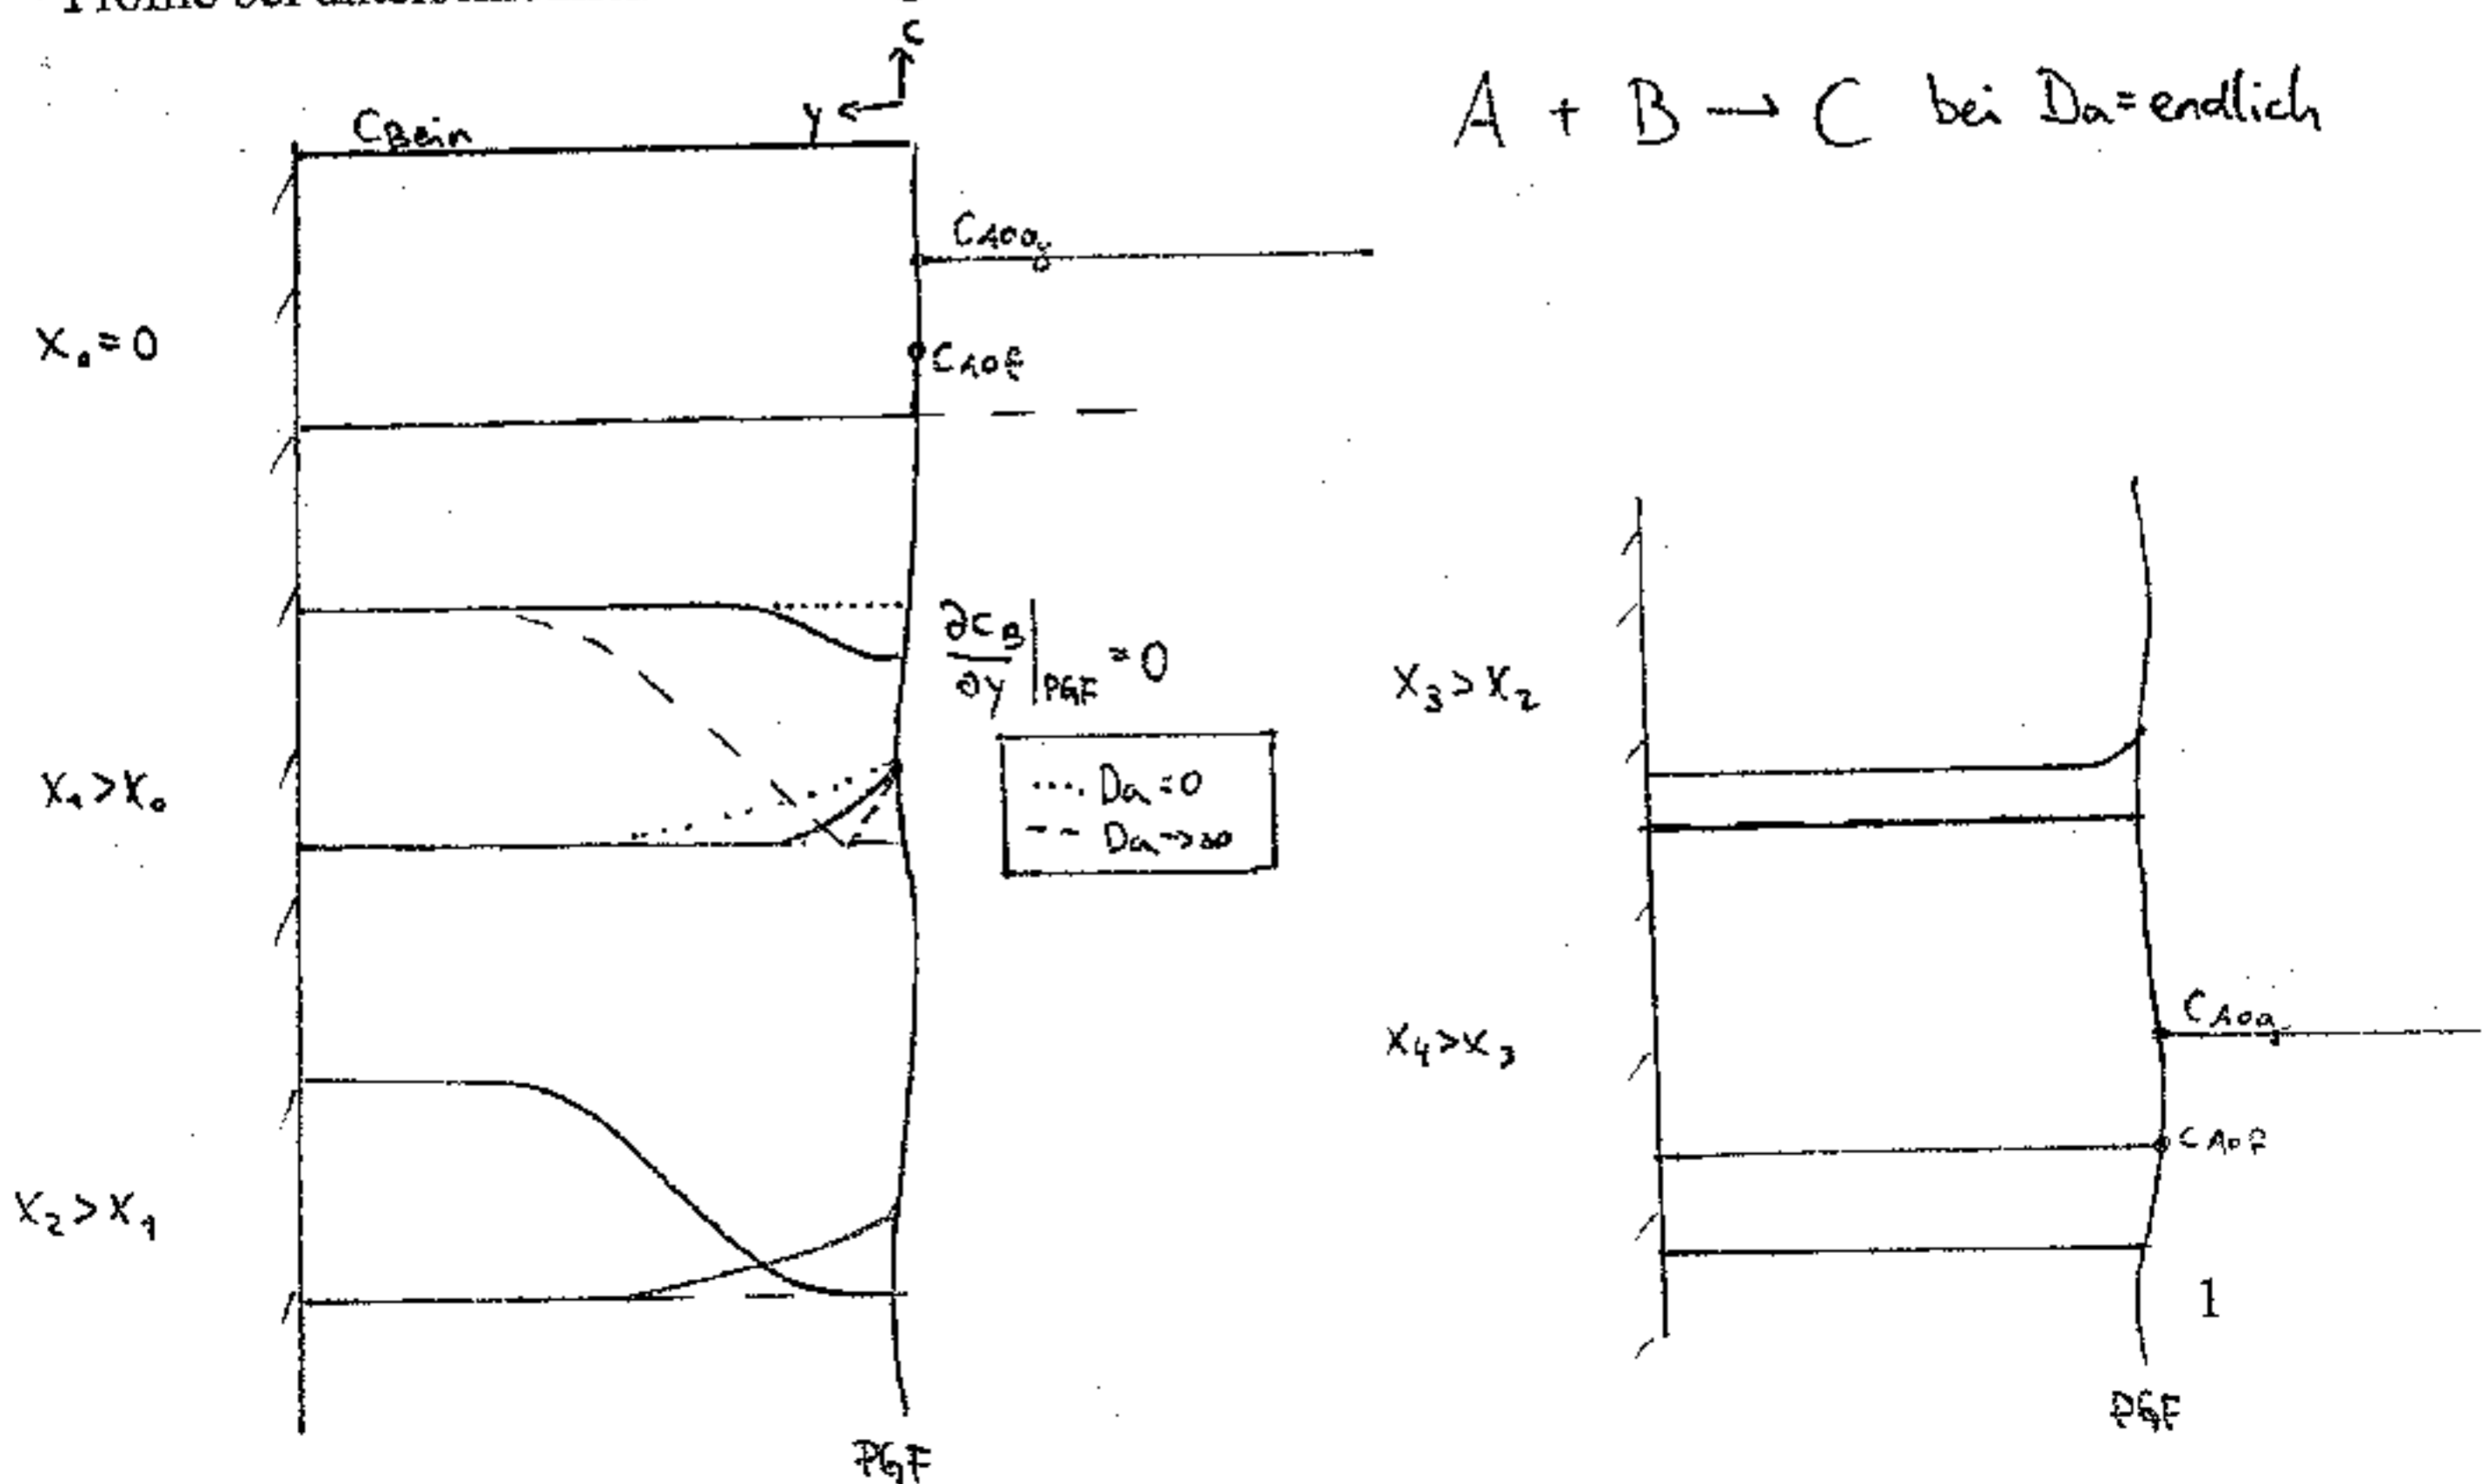 C
y
C_Bein
A + B → C bei Da = endlich
C_A0g
X_0 = 0
C_A0F
∂C_B/∂y |_PGF = 0
X_1 > X_0
.... Da = 0
- - Da → ∞
X_2 > X_1
PGF
X_3 > X_2
X_4 > X_3
C_A0g
C_A0F
1
PGF